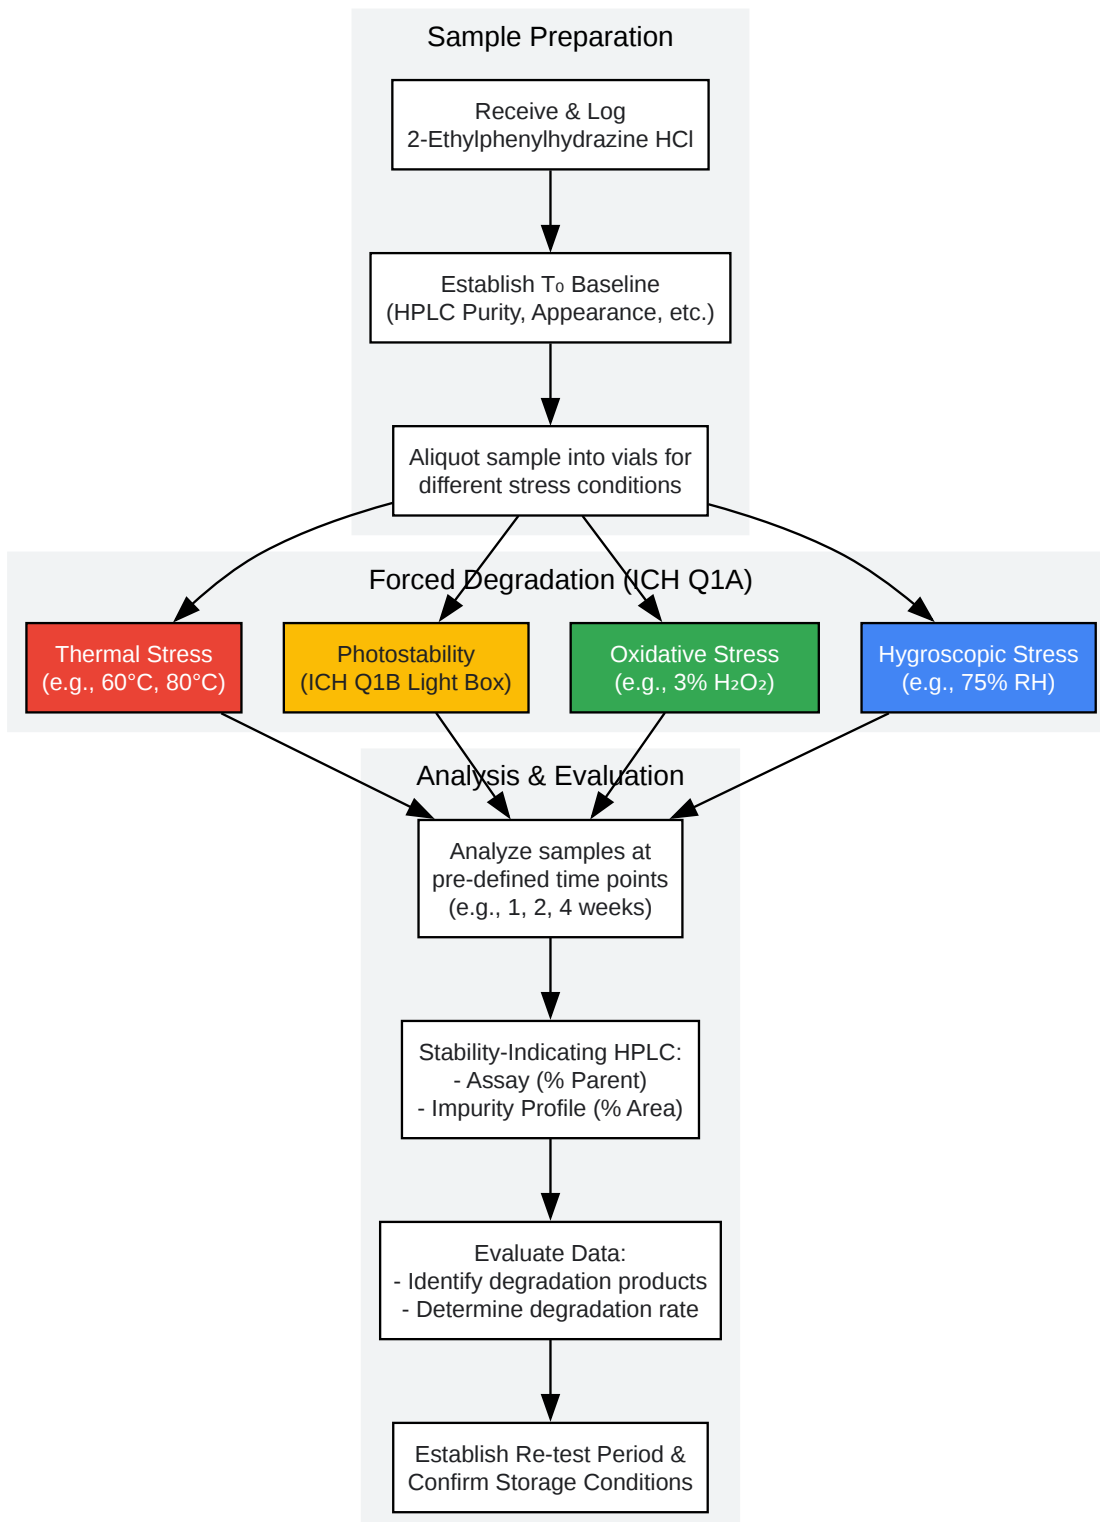 Sample Preparation
Receive & Log
2-Ethylphenylhydrazine HCl
Establish T₀ Baseline
(HPLC Purity, Appearance, etc.)
Aliquot sample into vials for
different stress conditions
Forced Degradation (ICH Q1A)
Thermal Stress
(e.g., 60°C, 80°C)
Photostability
(ICH Q1B Light Box)
Oxidative Stress
(e.g., 3% H₂O₂)
Hygroscopic Stress
(e.g., 75% RH)
Analysis & Evaluation
Analyze samples at
pre-defined time points
(e.g., 1, 2, 4 weeks)
Stability-Indicating HPLC:
- Assay (% Parent)
- Impurity Profile (% Area)
Evaluate Data:
- Identify degradation products
- Determine degradation rate
Establish Re-test Period &
Confirm Storage Conditions